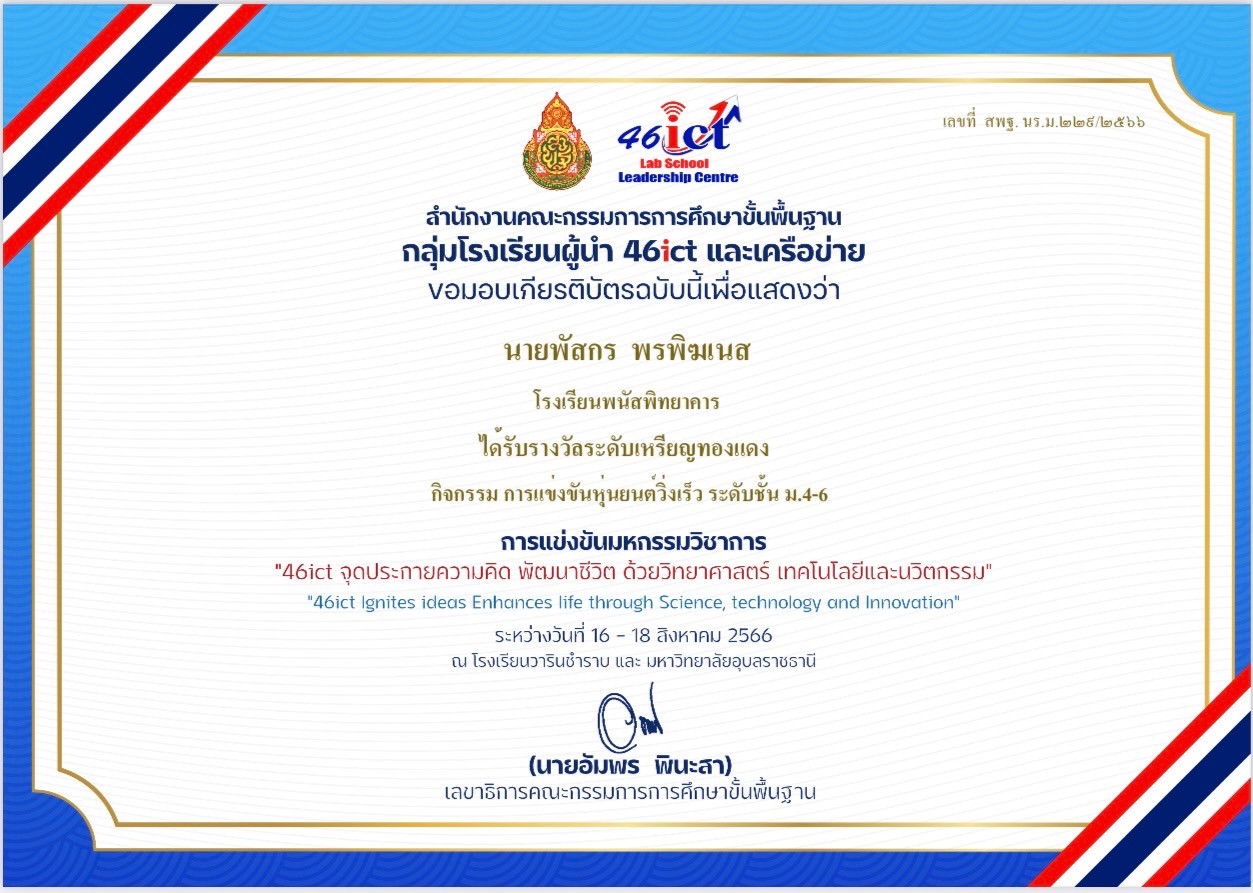 46ict
Lab School
Leadership Centre
เลขที่ สพฐ. นร.ม.๒๒๙/๒๕๖๖
สำนักงานคณะกรรมการการศึกษาขั้นพื้นฐาน
กลุ่มโรงเรียนผู้นำ 46ict และเครือข่าย
ขอมอบเกียรติบัตรฉบับนี้เพื่อแสดงว่า
นายพัสกร พรพิฆเนส
โรงเรียนพนัสพิทยาคาร
ได้รับรางวัลระดับเหรียญทองแดง
กิจกรรม การแข่งขันหุ่นยนต์วิ่งเร็ว ระดับชั้น ม.4-6
การแข่งขันมหกรรมวิชาการ
"46ict จุดประกายความคิด พัฒนาชีวิต ด้วยวิทยาศาสตร์ เทคโนโลยีและนวิตกรรม"
"46ict Ignites ideas Enhances life through Science, technology and Innovation"
ระหว่างวันที่ 16 - 18 สิงหาคม 2566
ณ โรงเรียนวารินชำราบ และ มหาวิทยาลัยอุบลราชธานี
(นายอัมพร พินะสา)
เลขาธิการคณะกรรมการการศึกษาขั้นพื้นฐาน